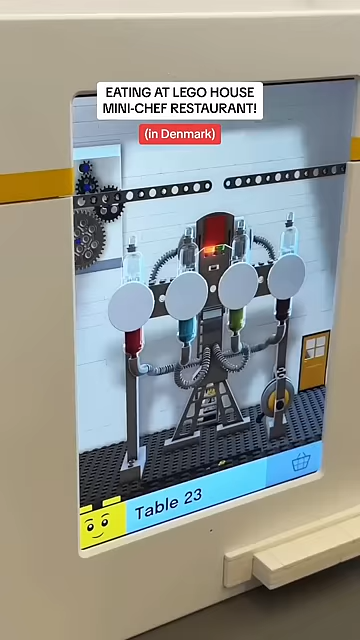 EATING AT LEGO HOUSE
MINI-CHEF RESTAURANT!
(in Denmark)
Table 23